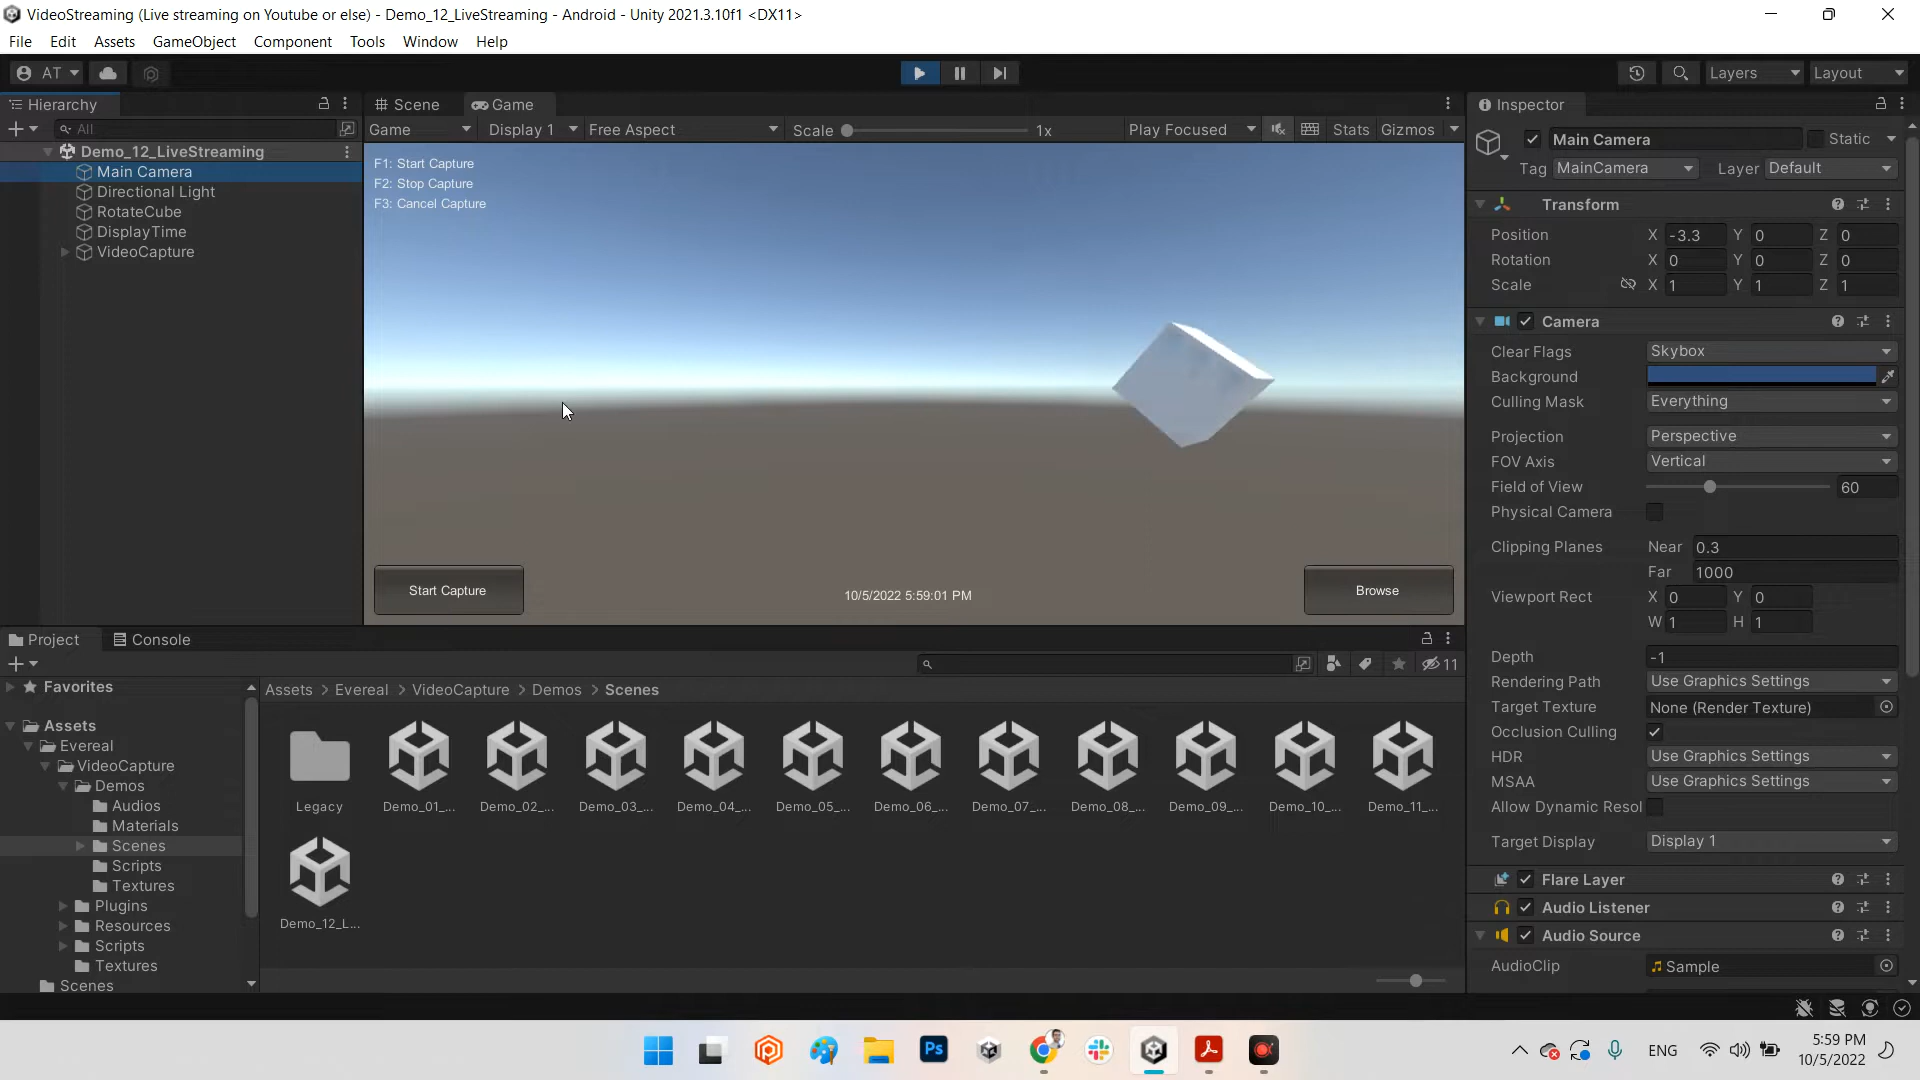 VideoStreaming (Live streaming on Youtube or else) - Demo_12_LiveStreaming - Android - Unity 2021.3.10f1 <DX11>
File Edit Assets GameObject Component Tools Window Help
AT
Layers
Layout
Hierarchy
All
Demo_12_LiveStreaming
Main Camera
Directional Light
RotateCube
DisplayTime
VideoCapture
Scene
Game
Game
Display 1
Free Aspect
Scale
1x
Play Focused
Stats
Gizmos
F1: Start Capture
F2: Stop Capture
F3: Cancel Capture
Start Capture
10/5/2022 5:59:01 PM
Browse
Inspector
Main Camera
Static
Tag MainCamera
Layer Default
Transform
Position X -3.3 Y 0 Z 0
Rotation X 0 Y 0 Z 0
Scale X 1 Y 1 Z 1
Camera
Clear Flags Skybox
Background
Culling Mask Everything
Projection Perspective
FOV Axis Vertical
Field of View 60
Physical Camera
Clipping Planes Near 0.3
Far 1000
Viewport Rect X 0 Y 0
W 1 H 1
Depth -1
Rendering Path Use Graphics Settings
Target Texture None (Render Texture)
Occlusion Culling
HDR Use Graphics Settings
MSAA Use Graphics Settings
Allow Dynamic Resol
Target Display Display 1
Flare Layer
Audio Listener
Audio Source
AudioClip Sample
Project
Console
11
Favorites
Assets
Evereal
VideoCapture
Demos
Audios
Materials
Scenes
Scripts
Textures
Plugins
Resources
Scripts
Textures
Scenes
Assets > Evereal > VideoCapture > Demos > Scenes
Legacy
Demo_01_...
Demo_02_...
Demo_03_...
Demo_04_...
Demo_05_...
Demo_06_...
Demo_07_...
Demo_08_...
Demo_09_...
Demo_10_...
Demo_11_...
Demo_12_L...
Ps
ENG
5:59 PM
10/5/2022